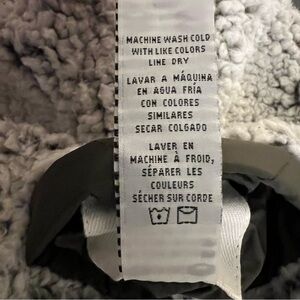 MACHINE WASH COLD
WITH LIKE COLORS
LINE DRY
LAVAR A MÁQUINA
EN AGUA FRÍA
CON COLORES
SIMILARES
SECAR COLGADO
LAVER EN
MACHINE À FROID,
SÉPARER LES
COULEURS
SÉCHER SUR CORDE